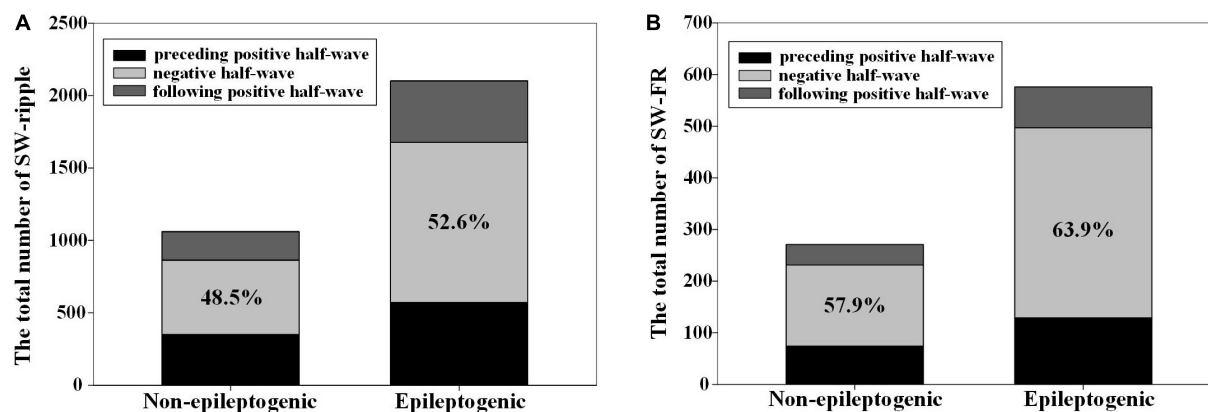 A
The total number of SW-ripple
2500
2000
1500
1000
500
0
preceding positive half-wave
negative half-wave
following positive half-wave
48.5%
52.6%
Non-epileptogenic
Epileptogenic
B
The total number of SW-FR
700
600
500
400
300
200
100
0
preceding positive half-wave
negative half-wave
following positive half-wave
57.9%
63.9%
Non-epileptogenic
Epileptogenic